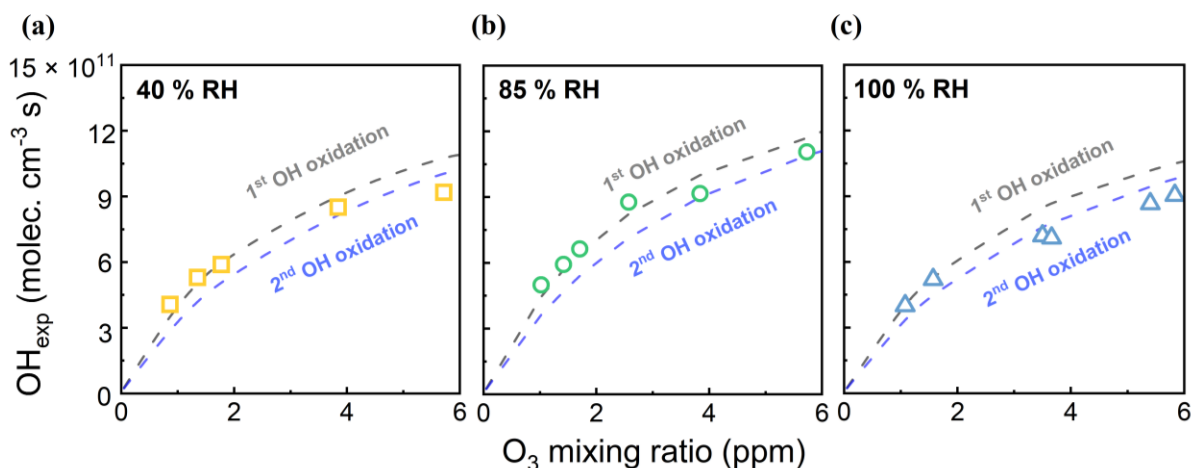 (a)
(b)
(c)
15 × 10¹¹
12
9
6
3
0
OHexp (molec. cm⁻³ s)
40 % RH
1st OH oxidation
2nd OH oxidation
0 2 4 6
85 % RH
1st OH oxidation
2nd OH oxidation
0 2 4 6
100 % RH
1st OH oxidation
2nd OH oxidation
0 2 4 6
O₃ mixing ratio (ppm)